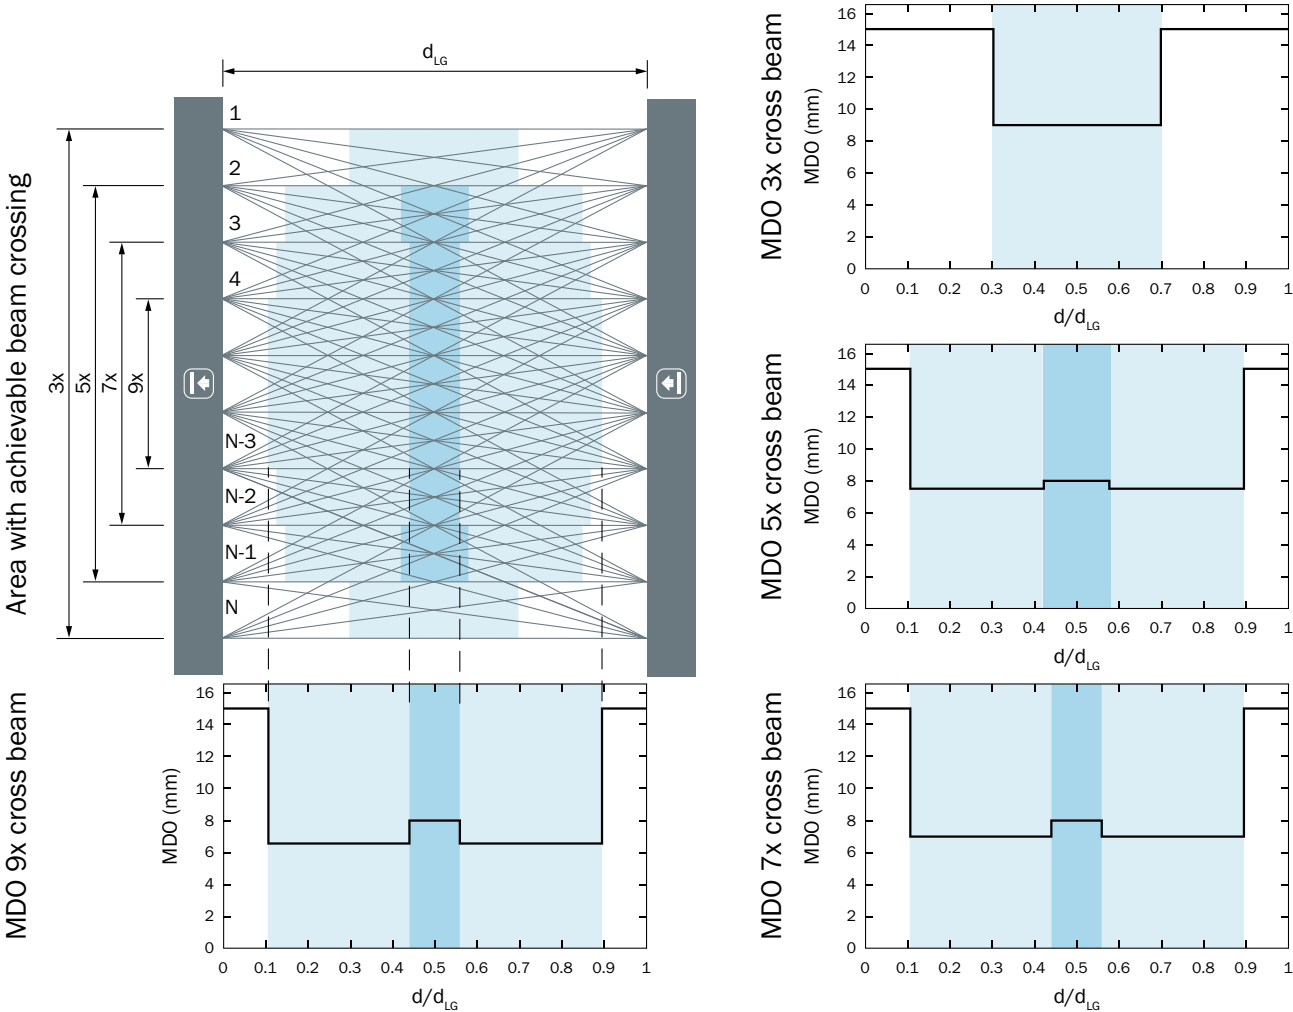 d_LG
Area with achievable beam crossing
3x
5x
7x
9x
1
2
3
4
N-3
N-2
N-1
N
MDO 3x cross beam
MDO (mm)
16
14
12
10
8
6
4
2
0
0 0.1 0.2 0.3 0.4 0.5 0.6 0.7 0.8 0.9 1
d/d_LG
MDO 5x cross beam
MDO (mm)
16
14
12
10
8
6
4
2
0
0 0.1 0.2 0.3 0.4 0.5 0.6 0.7 0.8 0.9 1
d/d_LG
MDO 9x cross beam
MDO (mm)
16
14
12
10
8
6
4
2
0
0 0.1 0.2 0.3 0.4 0.5 0.6 0.7 0.8 0.9 1
d/d_LG
MDO 7x cross beam
MDO (mm)
16
14
12
10
8
6
4
2
0
0 0.1 0.2 0.3 0.4 0.5 0.6 0.7 0.8 0.9 1
d/d_LG